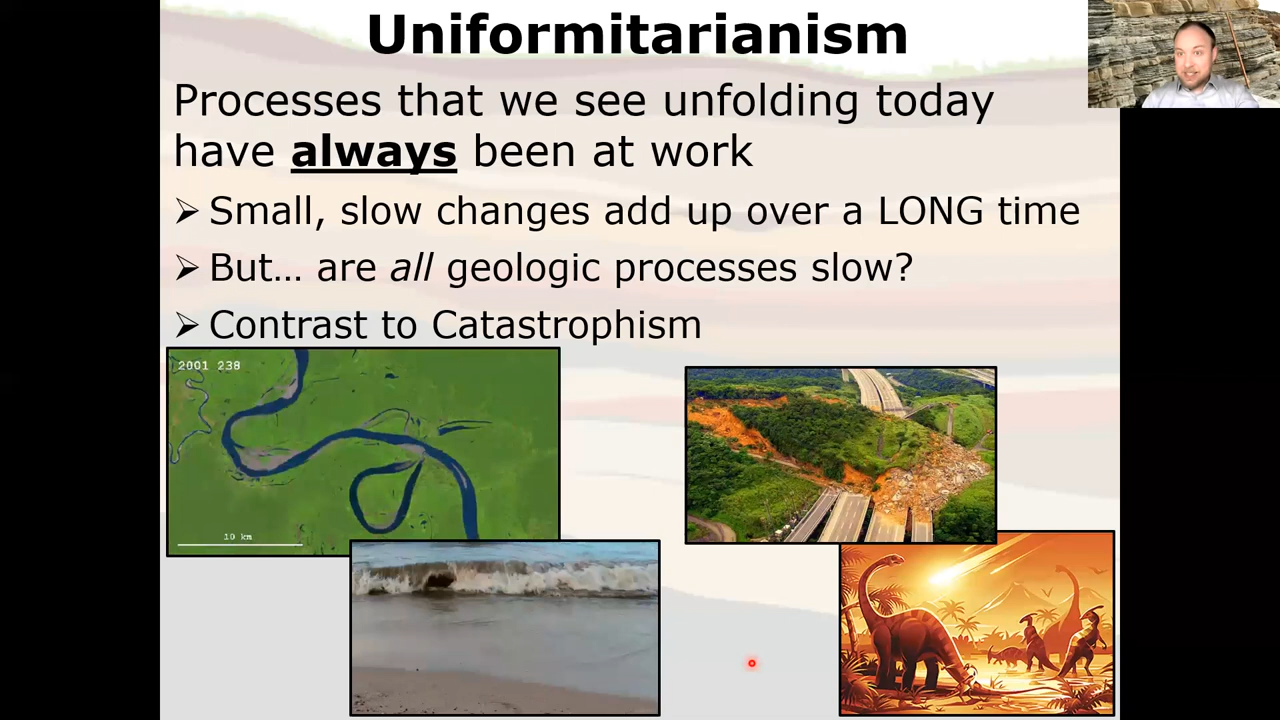 Uniformitarianism
Processes that we see unfolding today
have always been at work
➢ Small, slow changes add up over a LONG time
➢ But... are all geologic processes slow?
➢ Contrast to Catastrophism
2001 238
10 km